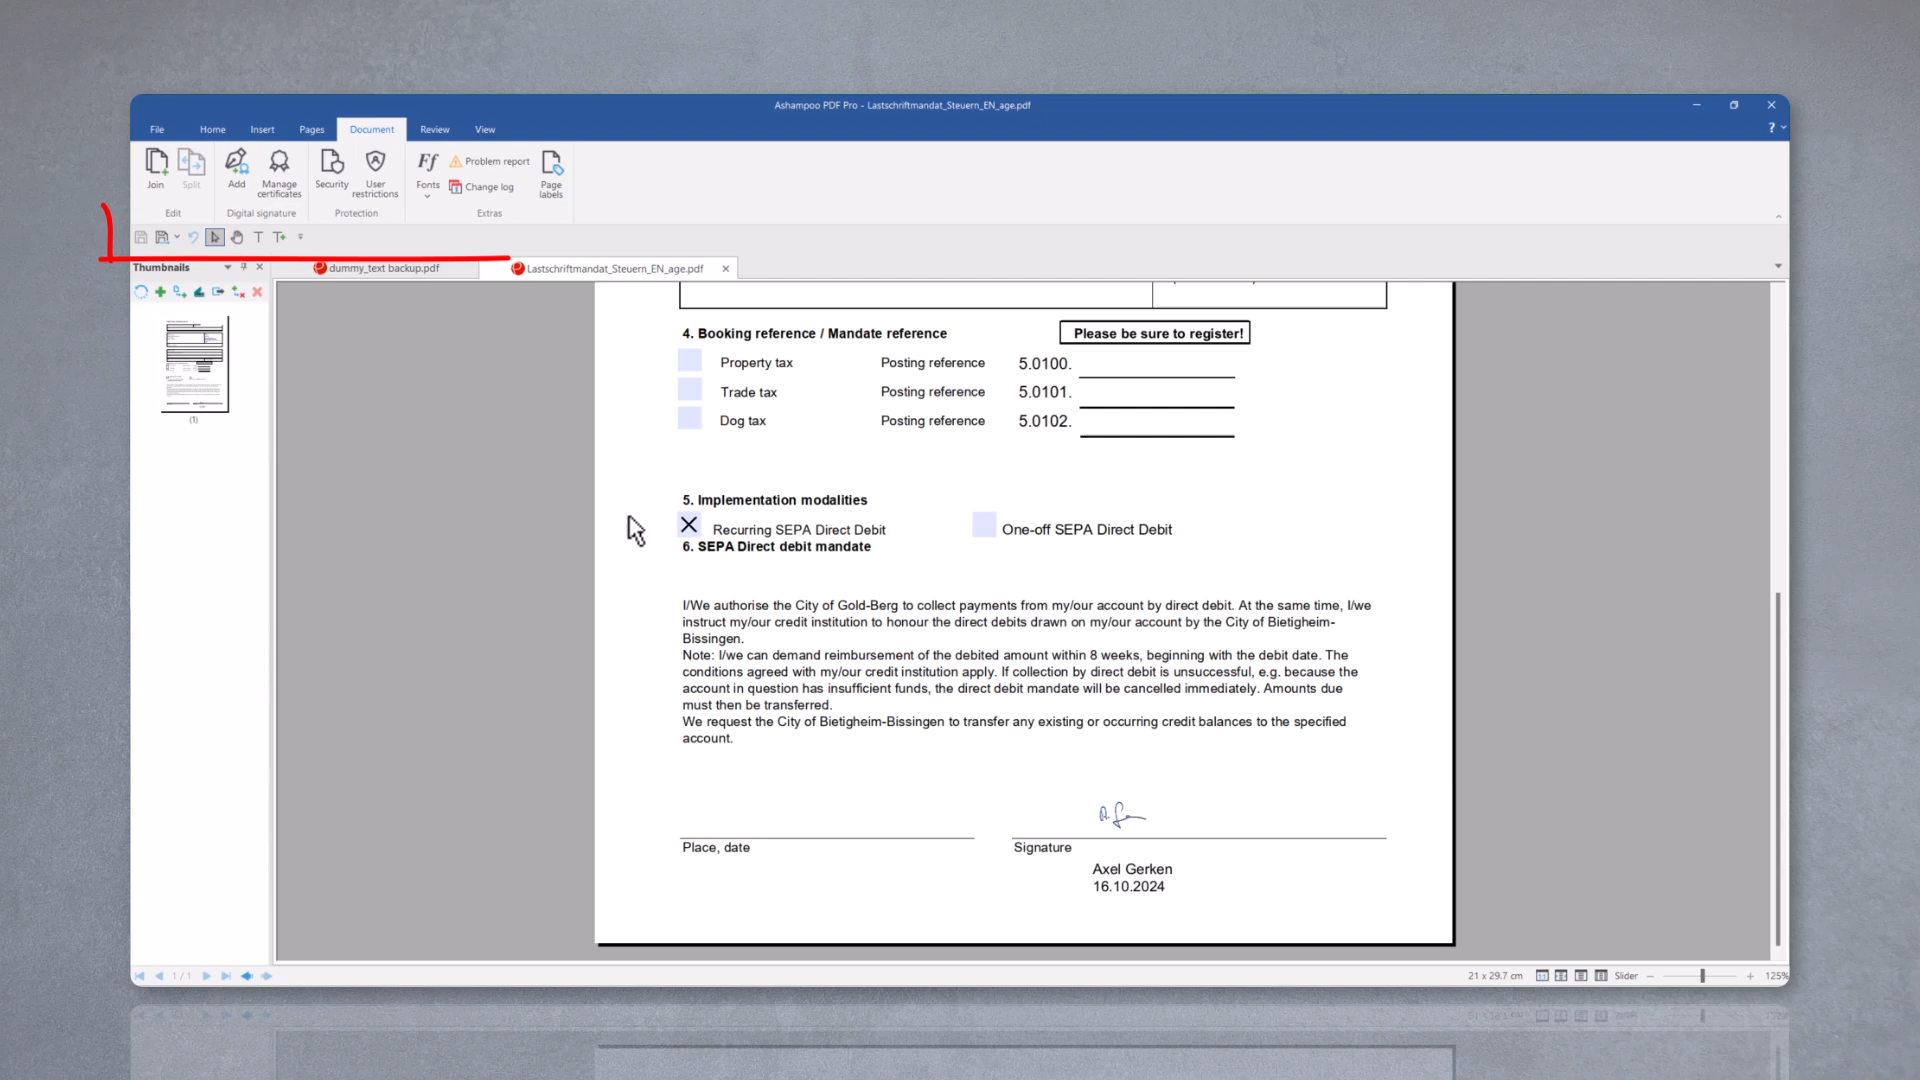 Ashampoo PDF Pro - Lastschriftmandat_Steuern_EN_age.pdf
File Home Insert Pages Document Review View
?
Join Split Add Manage certificates Security User restrictions Ff Fonts Problem report Change log Page labels
Edit Digital signature Protection Extras
Thumbnails
dummy_text backup.pdf Lastschriftmandat_Steuern_EN_age.pdf
(1)
4. Booking reference / Mandate reference Please be sure to register!
Property tax Posting reference 5.0100.
Trade tax Posting reference 5.0101.
Dog tax Posting reference 5.0102.
5. Implementation modalities
Recurring SEPA Direct Debit One-off SEPA Direct Debit
6. SEPA Direct debit mandate
I/We authorise the City of Gold-Berg to collect payments from my/our account by direct debit. At the same time, I/we
instruct my/our credit institution to honour the direct debits drawn on my/our account by the City of Bietigheim-
Bissingen.
Note: I/we can demand reimbursement of the debited amount within 8 weeks, beginning with the debit date. The
conditions agreed with my/our credit institution apply. If collection by direct debit is unsuccessful, e.g. because the
account in question has insufficient funds, the direct debit mandate will be cancelled immediately. Amounts due
must then be transferred.
We request the City of Bietigheim-Bissingen to transfer any existing or occurring credit balances to the specified
account.
Place, date Signature
Axel Gerken
16.10.2024
1 / 1 21 x 29.7 cm Slider 125%